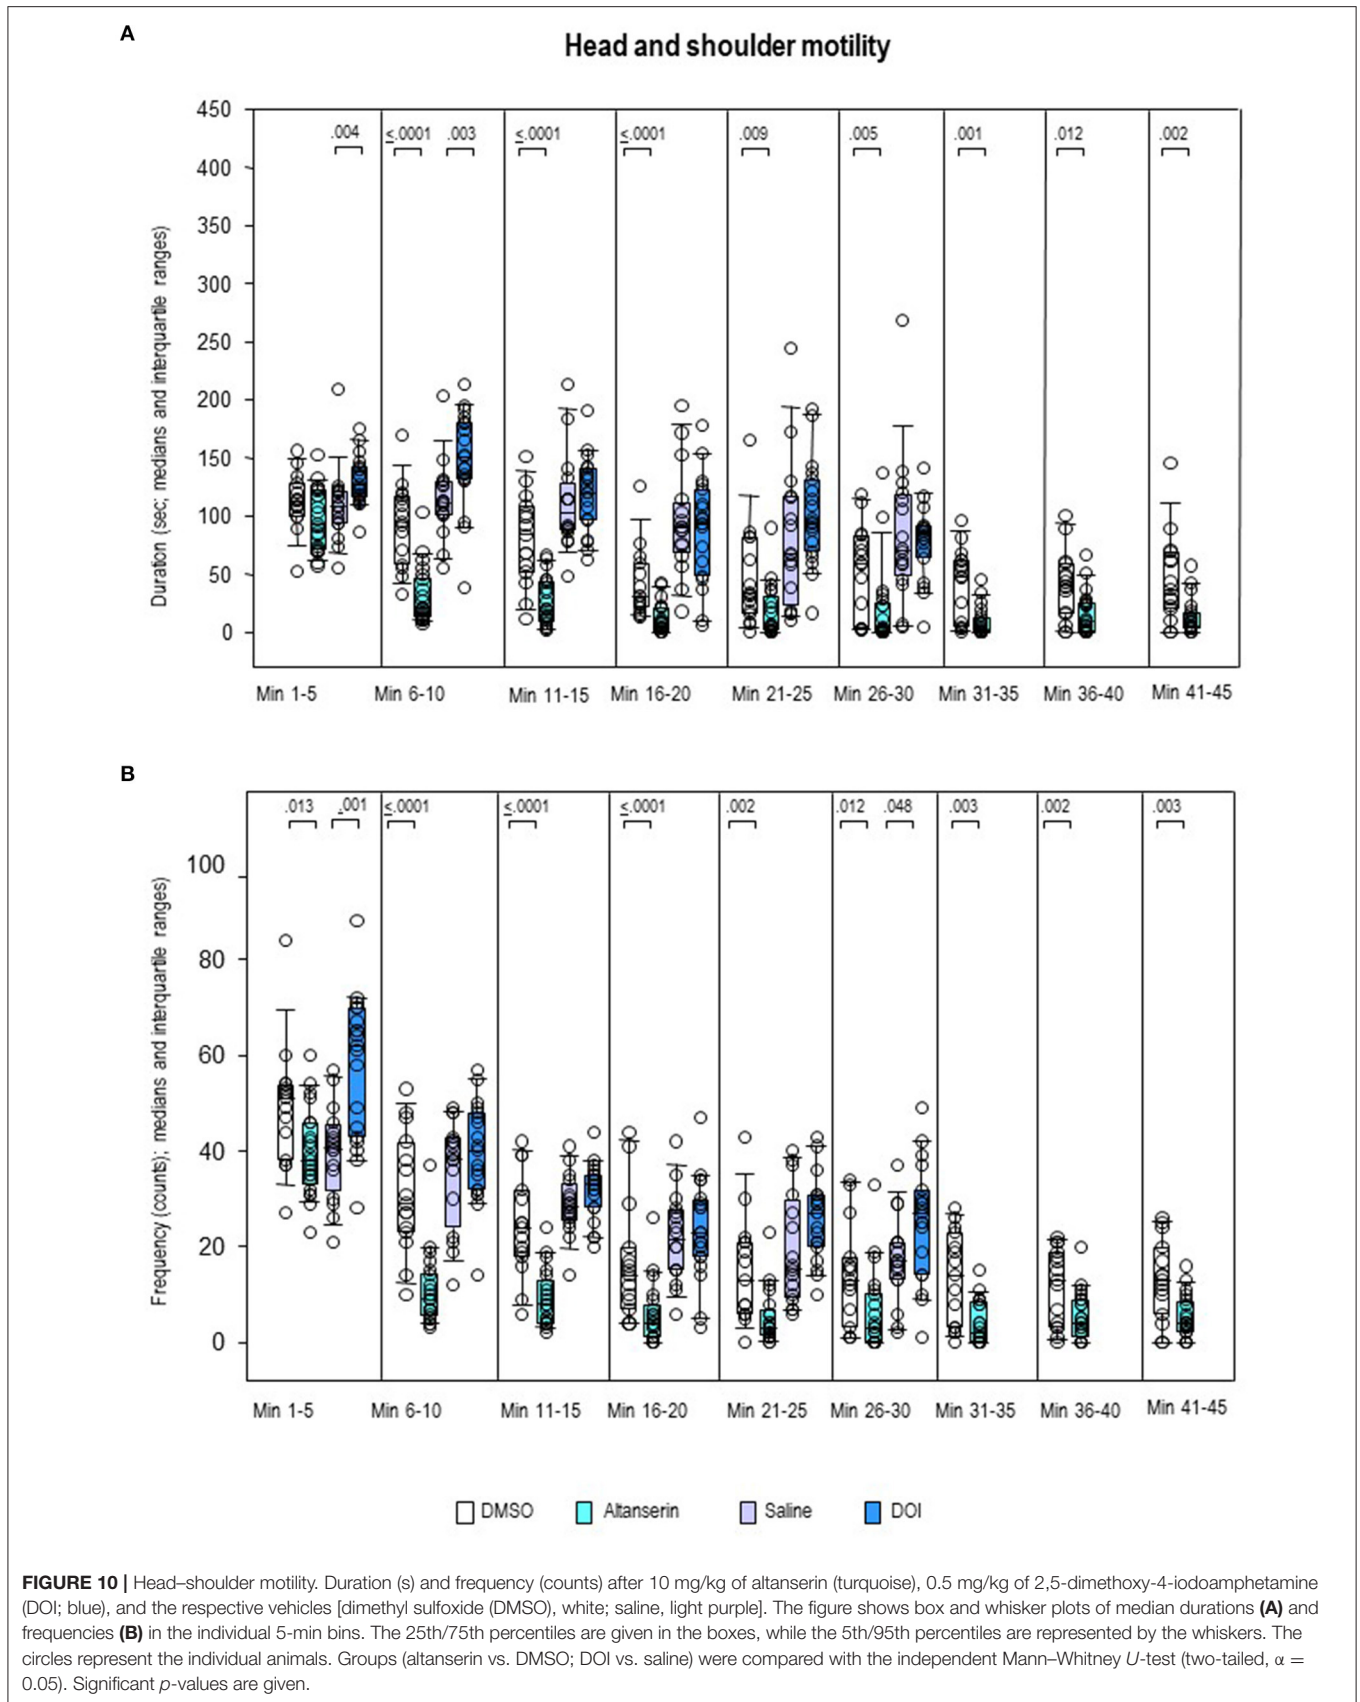 A
Head and shoulder motility
Duration (sec; medians and interquartile ranges)
450
400
350
300
250
200
150
100
50
0
.004
≤.0001
.003
≤.0001
≤.0001
.009
.005
.001
.012
.002
Min 1-5
Min 6-10
Min 11-15
Min 16-20
Min 21-25
Min 26-30
Min 31-35
Min 36-40
Min 41-45
B
Frequency (counts); medians and interquartile ranges)
100
80
60
40
20
0
.013
.001
≤.0001
≤.0001
≤.0001
.002
.012
.048
.003
.002
.003
Min 1-5
Min 6-10
Min 11-15
Min 16-20
Min 21-25
Min 26-30
Min 31-35
Min 36-40
Min 41-45
DMSO
Altanserin
Saline
DOI
FIGURE 10 | Head–shoulder motility. Duration (s) and frequency (counts) after 10 mg/kg of altanserin (turquoise), 0.5 mg/kg of 2,5-dimethoxy-4-iodoamphetamine
(DOI; blue), and the respective vehicles [dimethyl sulfoxide (DMSO), white; saline, light purple]. The figure shows box and whisker plots of median durations (A) and
frequencies (B) in the individual 5-min bins. The 25th/75th percentiles are given in the boxes, while the 5th/95th percentiles are represented by the whiskers. The
circles represent the individual animals. Groups (altanserin vs. DMSO; DOI vs. saline) were compared with the independent Mann–Whitney U-test (two-tailed, α =
0.05). Significant p-values are given.